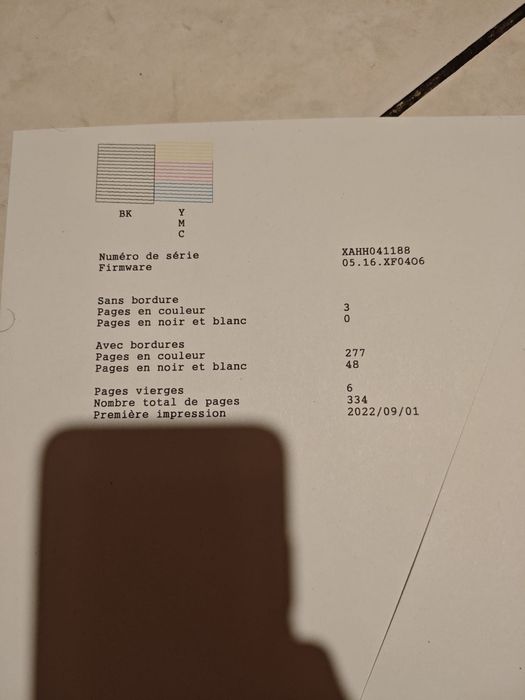 BK Y
M
C
Numéro de série XAHH041188
Firmware 05.16.XF04O6
Sans bordure
Pages en couleur 3
Pages en noir et blanc 0
Avec bordures
Pages en couleur 277
Pages en noir et blanc 48
Pages vierges 6
Nombre total de pages 334
Première impression 2022/09/01